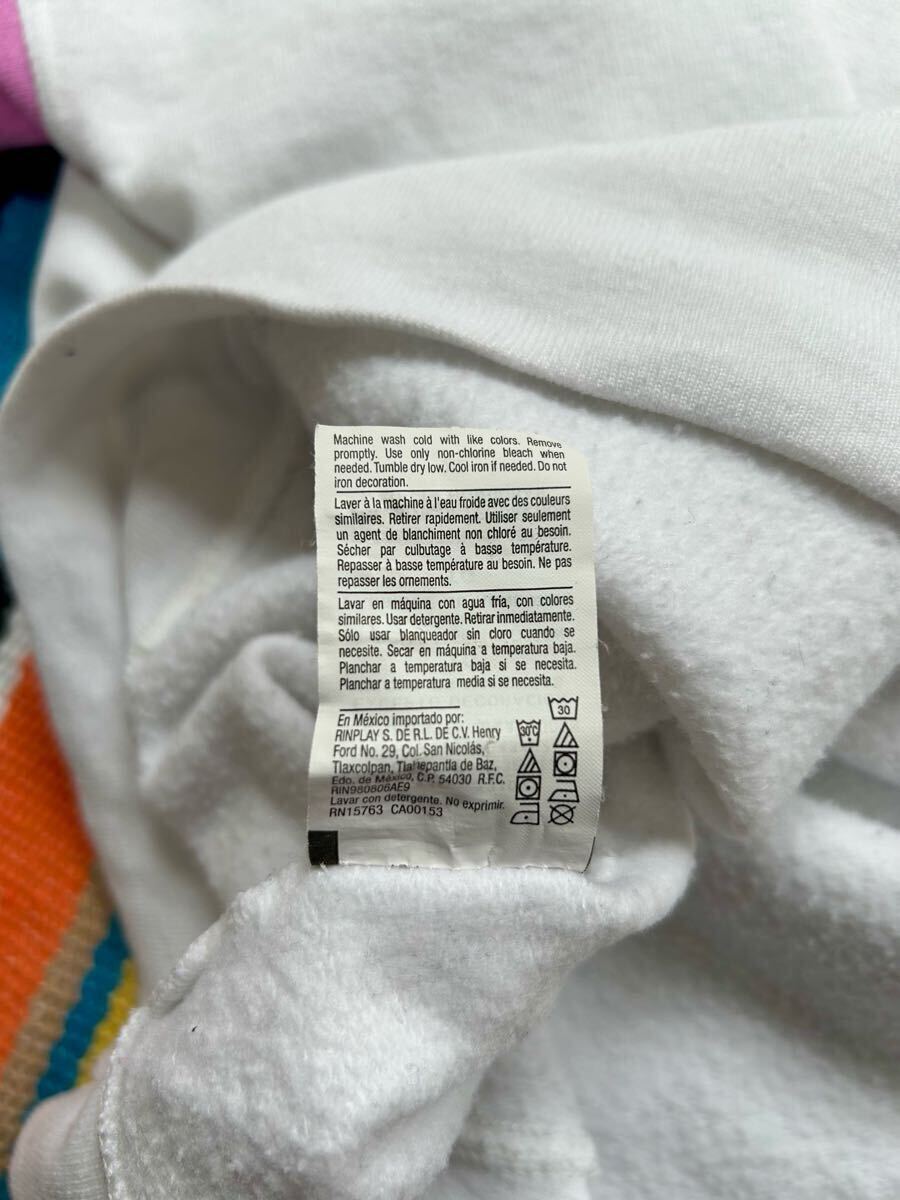 Machine wash cold with like colors. Remove
promptly. Use only non-chlorine bleach when
needed. Tumble dry low. Cool iron if needed. Do not
iron decoration.
Laver à la machine à l'eau froide avec des couleurs
similaires. Retirer rapidement. Utiliser seulement
un agent de blanchiment non chloré au besoin.
Sécher par culbutage à basse température.
Repasser à basse température au besoin. Ne pas
repasser les ornements.
Lavar en máquina con agua fría, con colores
similares. Usar detergente. Retirar inmediatamente.
Sólo usar blanqueador sin cloro cuando se
necesite. Secar en máquina a temperatura baja.
Planchar a temperatura baja si se necesita.
Planchar a temperatura media si se necesita.
En México importado por:
RINPLAY S. DE R.L. DE C.V. Henry
Ford No. 29, Col. San Nicolás,
Tlaxcolpan, Tlalnepantla de Baz,
Edo. de México, C.P. 54030 R.F.C.
RIN980806AE9
Lavar con detergente. No exprimir.
RN15763 CA00153
30
30°C